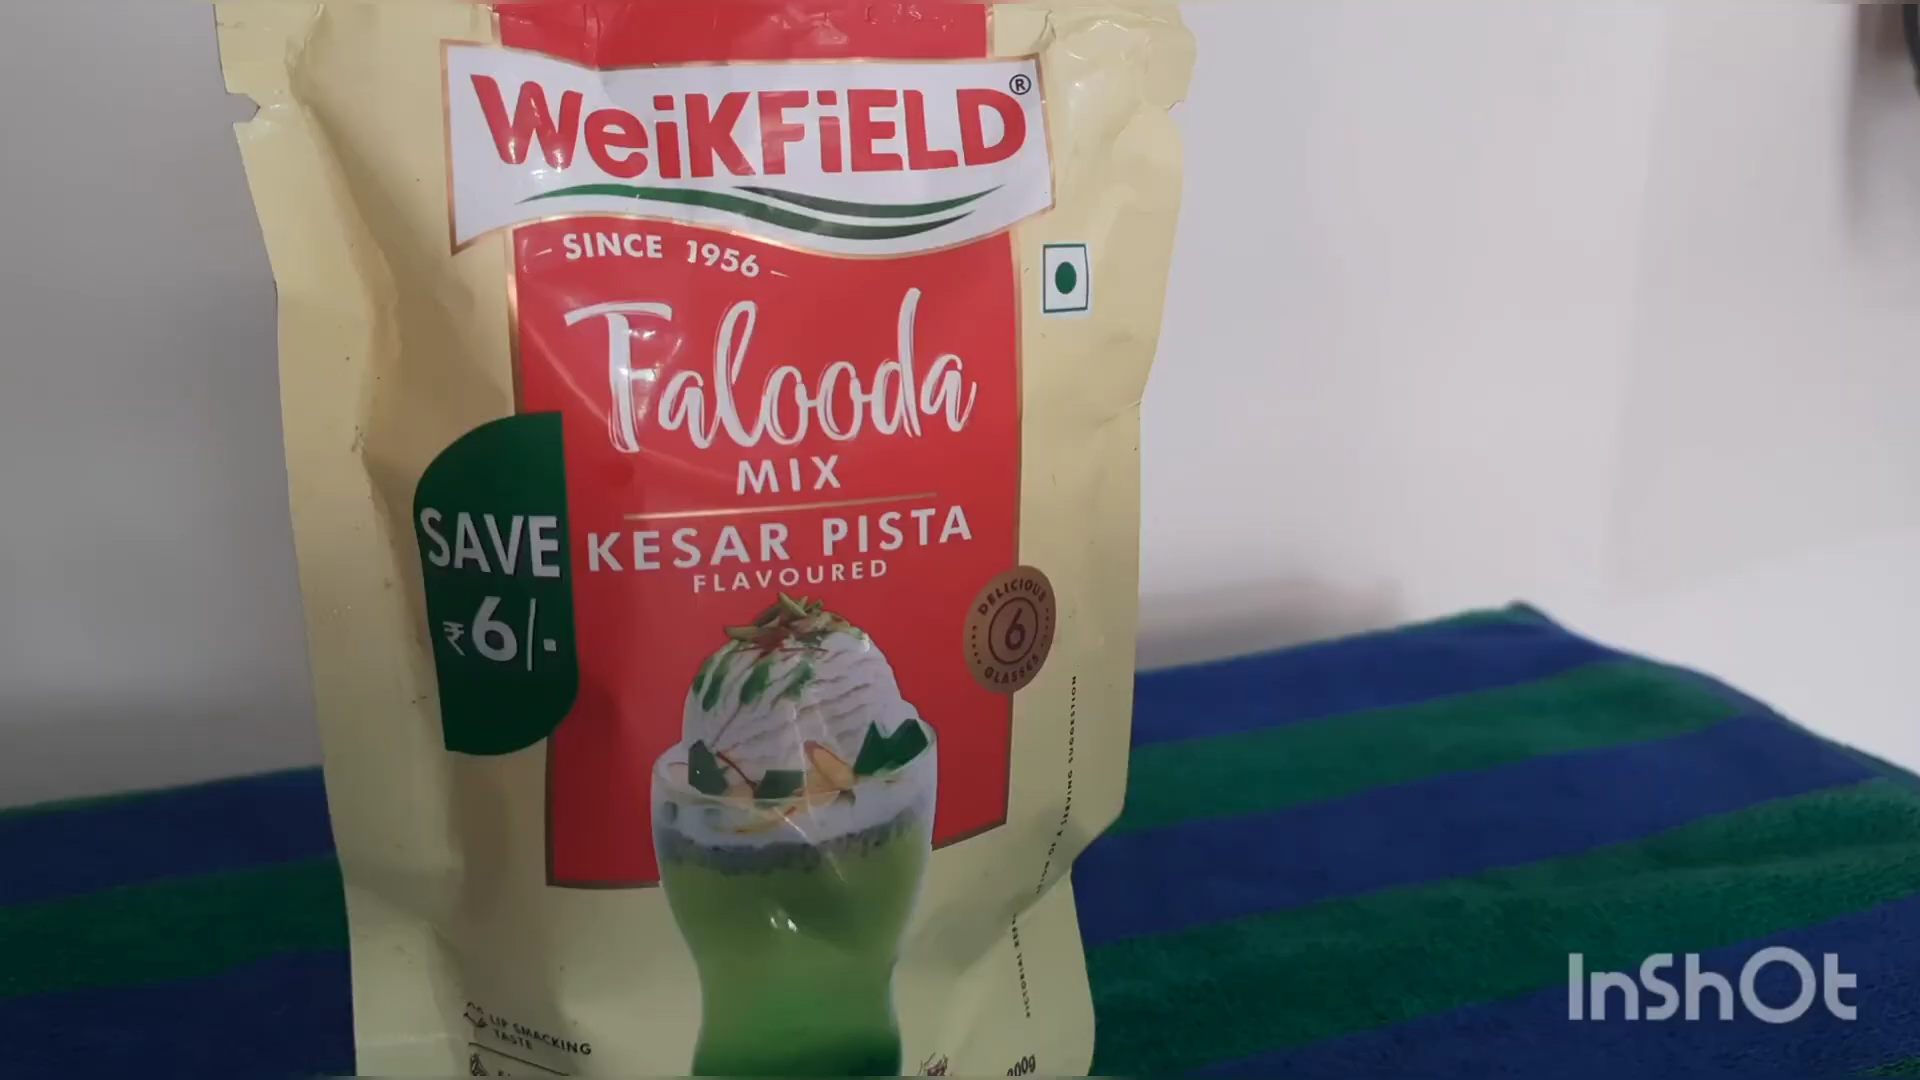 WeiKFiELD®
SINCE 1956
Falooda
MIX
KESAR PISTA
FLAVOURED
SAVE
₹6/-
DELICIOUS
6
GLASSES
LIP SMACKING
TASTE
InShOt